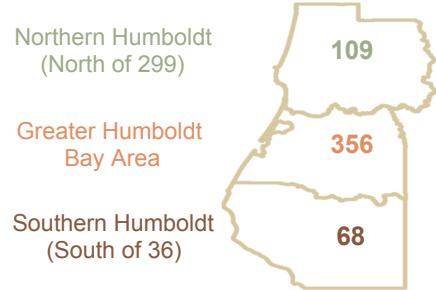 Northern Humboldt
(North of 299)
109
Greater Humboldt
Bay Area
356
Southern Humboldt
(South of 36)
68